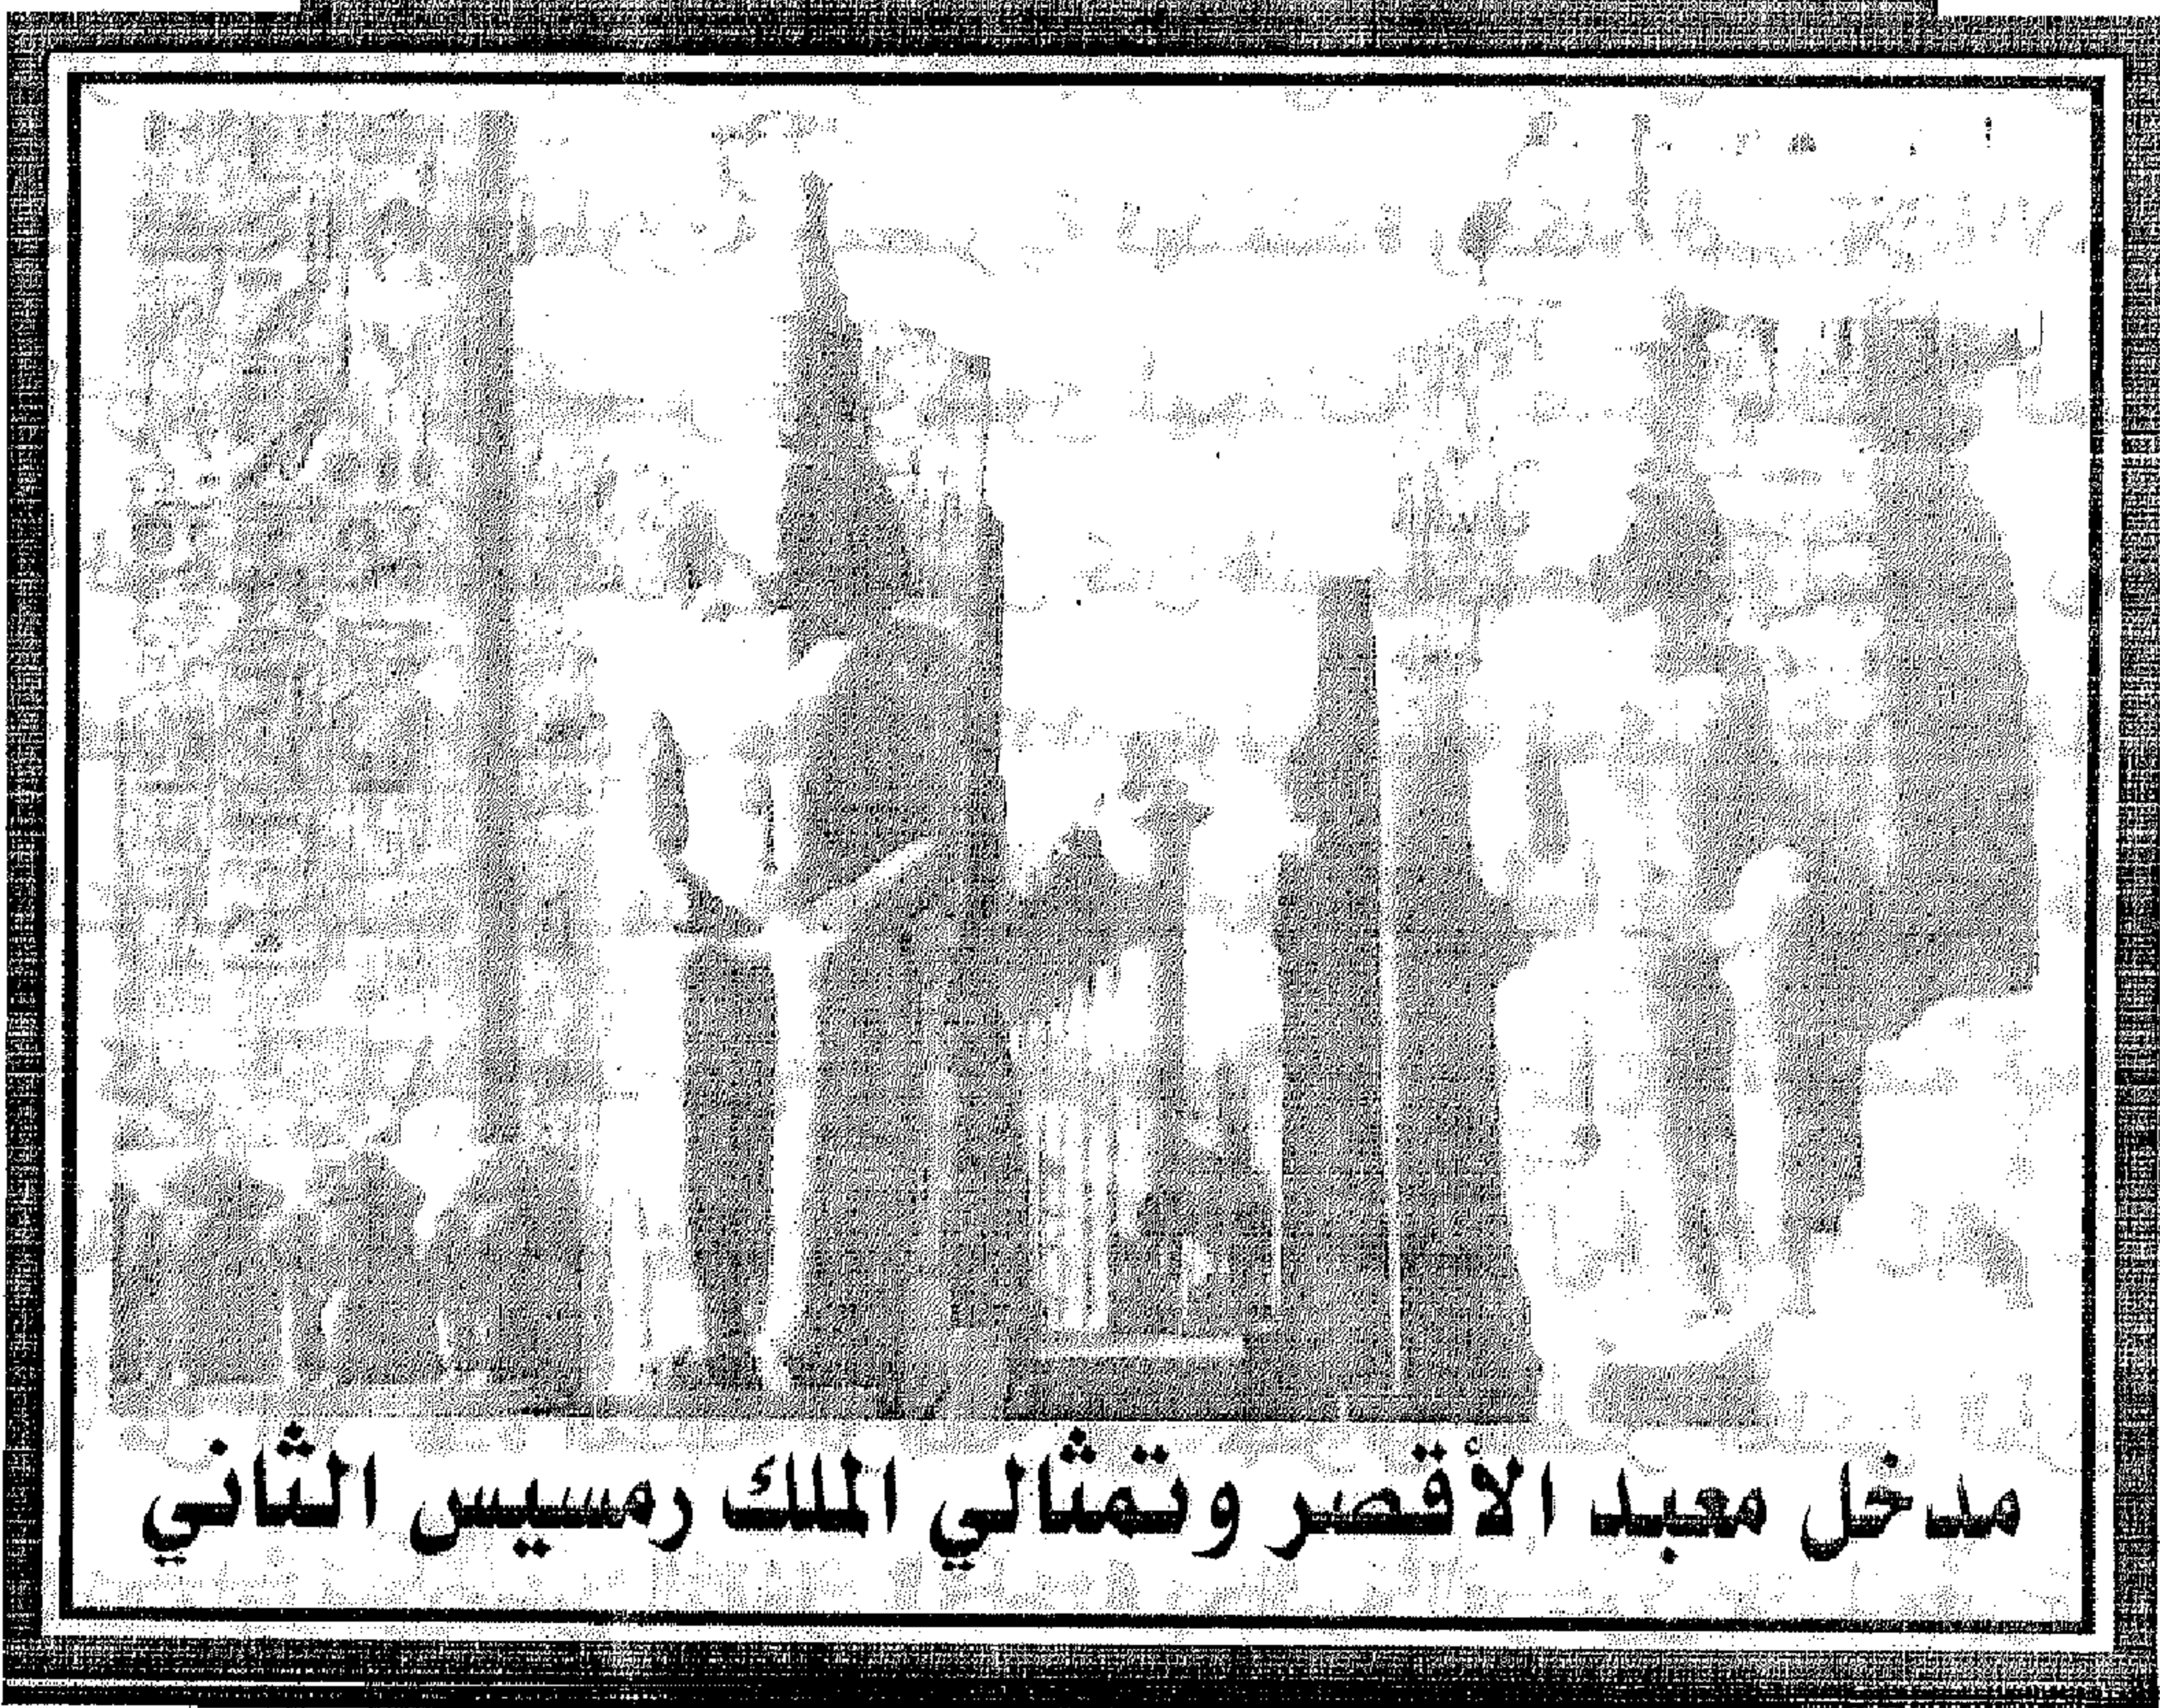 مدخل معبد الأقصر وتمثالي الملك رمسيس الثاني